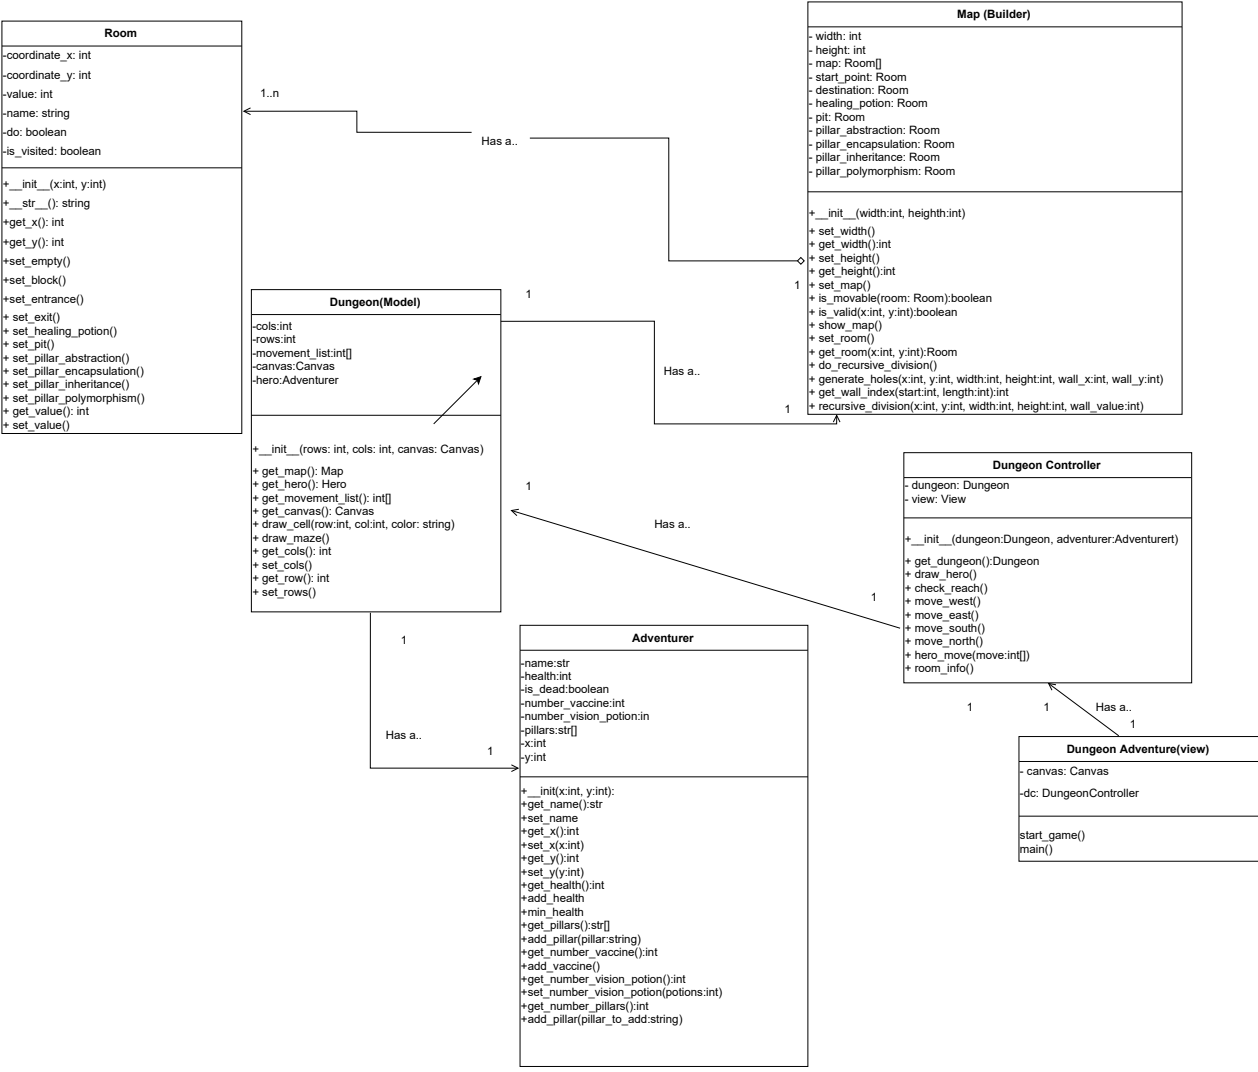 Room
-coordinate_x: int
-coordinate_y: int
-value: int
-name: string
-do: boolean
-is_visited: boolean
+__init__(x:int, y:int)
+__str__(): string
+get_x(): int
+get_y(): int
+set_empty()
+set_block()
+set_entrance()
+ set_exit()
+ set_healing_potion()
+ set_pit()
+ set_pillar_abstraction()
+ set_pillar_encapsulation()
+ set_pillar_inheritance()
+ set_pillar_polymorphism()
+ get_value(): int
+ set_value()
1..n
Has a..
1
Map (Builder)
- width: int
- height: int
- map: Room[]
- start_point: Room
- destination: Room
- healing_potion: Room
- pit: Room
- pillar_abstraction: Room
- pillar_encapsulation: Room
- pillar_inheritance: Room
- pillar_polymorphism: Room
+__init__(width:int, heighth:int)
+ set_width()
+ get_width():int
+ set_height()
+ get_height():int
+ set_map()
+ is_movable(room: Room):boolean
+ is_valid(x:int, y:int):boolean
+ show_map()
+ set_room()
+ get_room(x:int, y:int):Room
+ do_recursive_division()
+ generate_holes(x:int, y:int, width:int, height:int, wall_x:int, wall_y:int)
+ get_wall_index(start:int, length:int):int
+ recursive_division(x:int, y:int, width:int, height:int, wall_value:int)
Dungeon(Model)
-cols:int
-rows:int
-movement_list:int[]
-canvas:Canvas
-hero:Adventurer
+__init__(rows: int, cols: int, canvas: Canvas)
+ get_map(): Map
+ get_hero(): Hero
+ get_movement_list(): int[]
+ get_canvas(): Canvas
+ draw_cell(row:int, col:int, color: string)
+ draw_maze()
+ get_cols(): int
+ set_cols()
+ get_row(): int
+ set_rows()
1
Has a..
1
1
Has a..
1
Dungeon Controller
- dungeon: Dungeon
- view: View
+__init__(dungeon:Dungeon, adventurer:Adventurert)
+ get_dungeon():Dungeon
+ draw_hero()
+ check_reach()
+ move_west()
+ move_east()
+ move_south()
+ move_north()
+ hero_move(move:int[])
+ room_info()
1
Has a..
1
Adventurer
-name:str
-health:int
-is_dead:boolean
-number_vaccine:int
-number_vision_potion:in
-pillars:str[]
-x:int
-y:int
+__init(x:int, y:int):
+get_name():str
+set_name
+get_x():int
+set_x(x:int)
+get_y():int
+set_y(y:int)
+get_health():int
+add_health
+min_health
+get_pillars():str[]
+add_pillar(pillar:string)
+get_number_vaccine():int
+add_vaccine()
+get_number_vision_potion():int
+set_number_vision_potion(potions:int)
+get_number_pillars():int
+add_pillar(pillar_to_add:string)
1
1
Has a..
1
Dungeon Adventure(view)
- canvas: Canvas
-dc: DungeonController
start_game()
main()